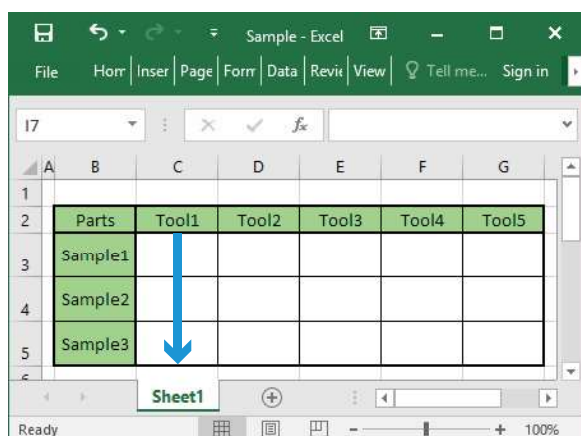 Sample - Excel
File Hom Inser Page Form Data Revie View Tell me... Sign in
I7 fx
A B C D E F G
1
2 Parts Tool1 Tool2 Tool3 Tool4 Tool5
3 Sample1
4 Sample2
5 Sample3
Sheet1
Ready 100%